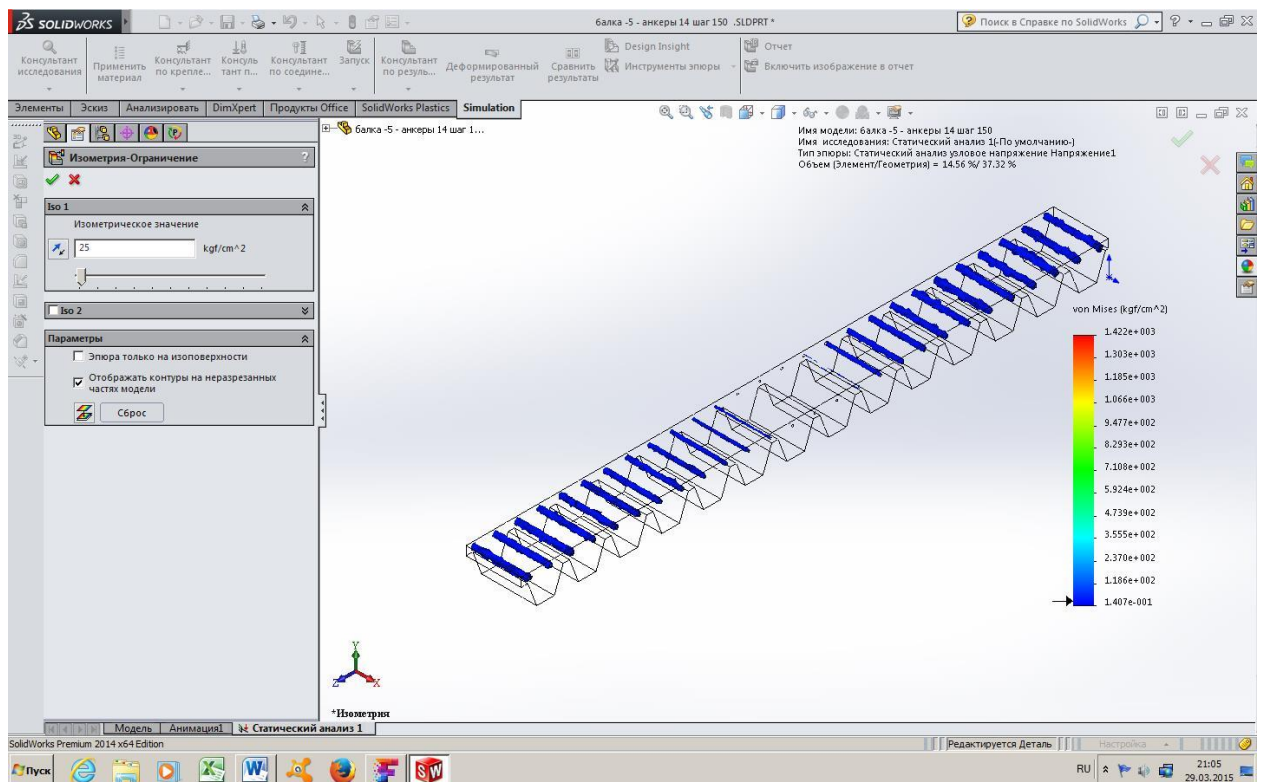 SOLIDWORKS
балка -5 - анкеры 14 шаг 150 .SLDPRT *
Поиск в Справке по SolidWorks
Консультант исследования
Применить материал
Консультант по крепле...
Консуль тант п...
Консультант по соедине...
Запуск
Консультант по резуль...
Деформированный результат
Сравнить результаты
Design Insight
Инструменты эпюры
Отчет
Включить изображение в отчет
Элементы Эскиз Анализировать DimXpert Продукты Office SolidWorks Plastics Simulation
балка -5 - анкеры 14 шаг 1...
Изометрия-Ограничение ?
Iso 1
Изометрическое значение
25 kgf/cm^2
Iso 2
Параметры
Эпюра только на изоповерхности
Отображать контуры на неразрезанных
частях модели
Сброс
Имя модели: балка -5 - анкеры 14 шаг 150
Имя исследования: Статический анализ 1(-По умолчанию-)
Тип эпюры: Статический анализ узловое напряжение Напряжение1
Объем (Элемент/Геометрия) = 14.56 %/ 37.32 %
von Mises (kgf/cm^2)
1.422e+003
1.303e+003
1.185e+003
1.066e+003
9.477e+002
8.293e+002
7.108e+002
5.924e+002
4.739e+002
3.555e+002
2.370e+002
1.186e+002
1.407e-001
Y
Z X
*Изометрия
Модель Анимация1 Статический анализ 1
SolidWorks Premium 2014 x64 Edition
Редактируется Деталь
Настройка
Пуск
RU
21:05
29.03.2015